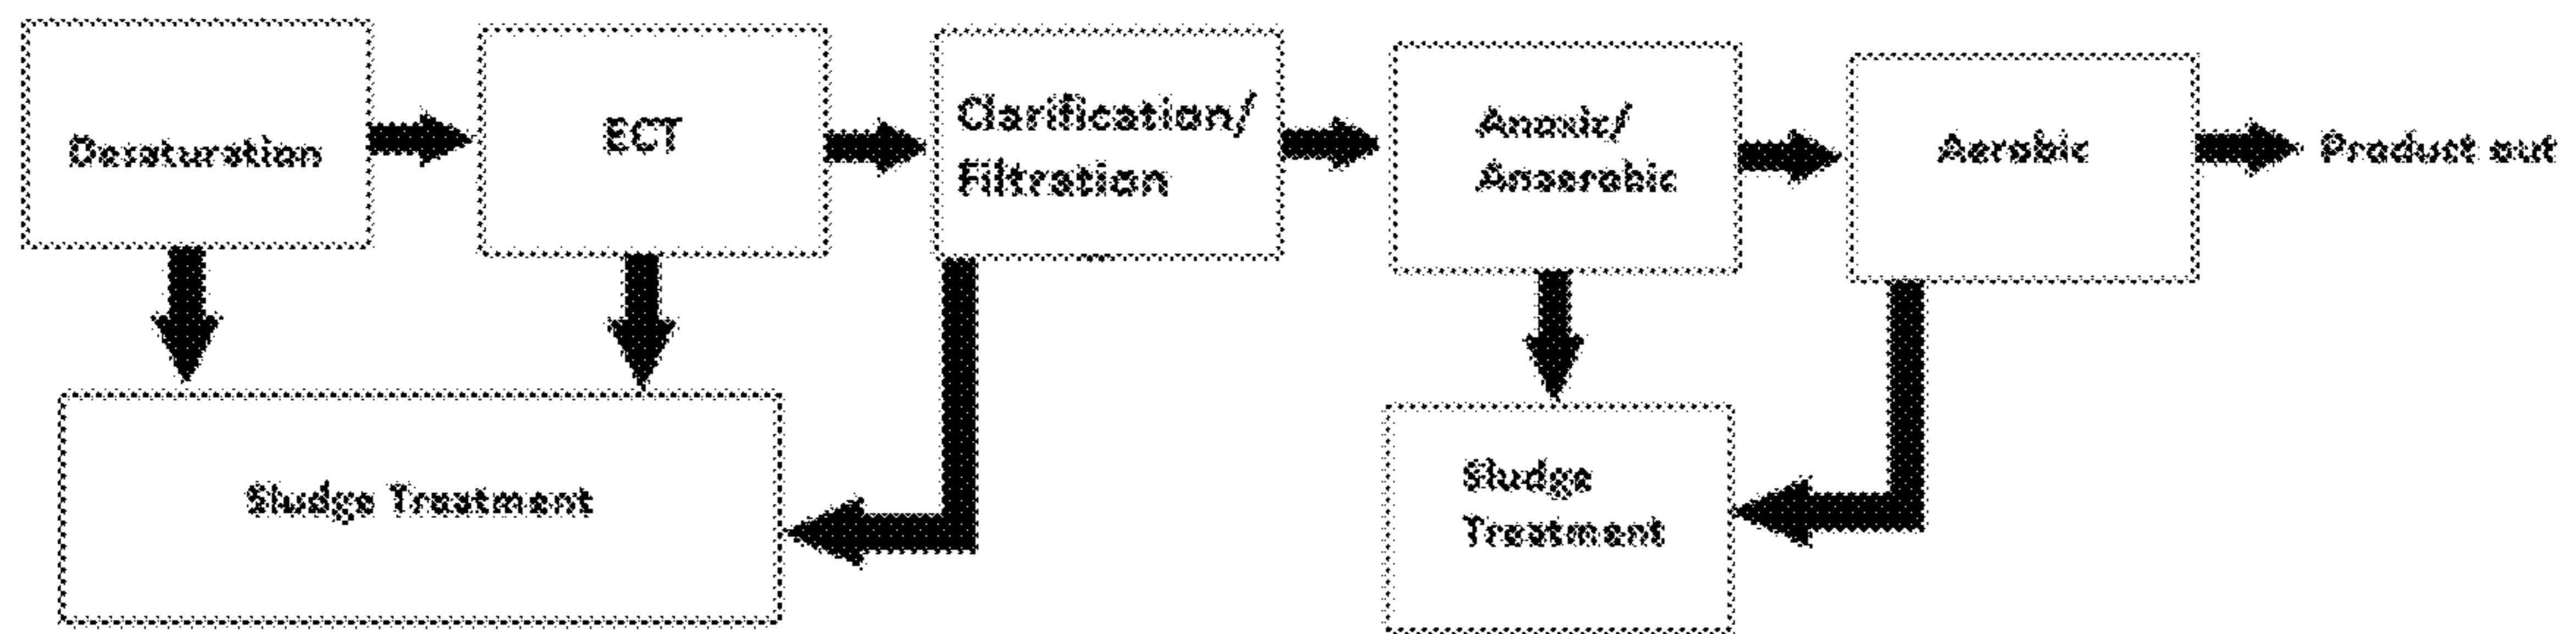 Desaturation
ECT
Clarification/
Filtration
Anoxic/
Anaerobic
Aerobic
Product out
Sludge Treatment
Sludge
Treatment